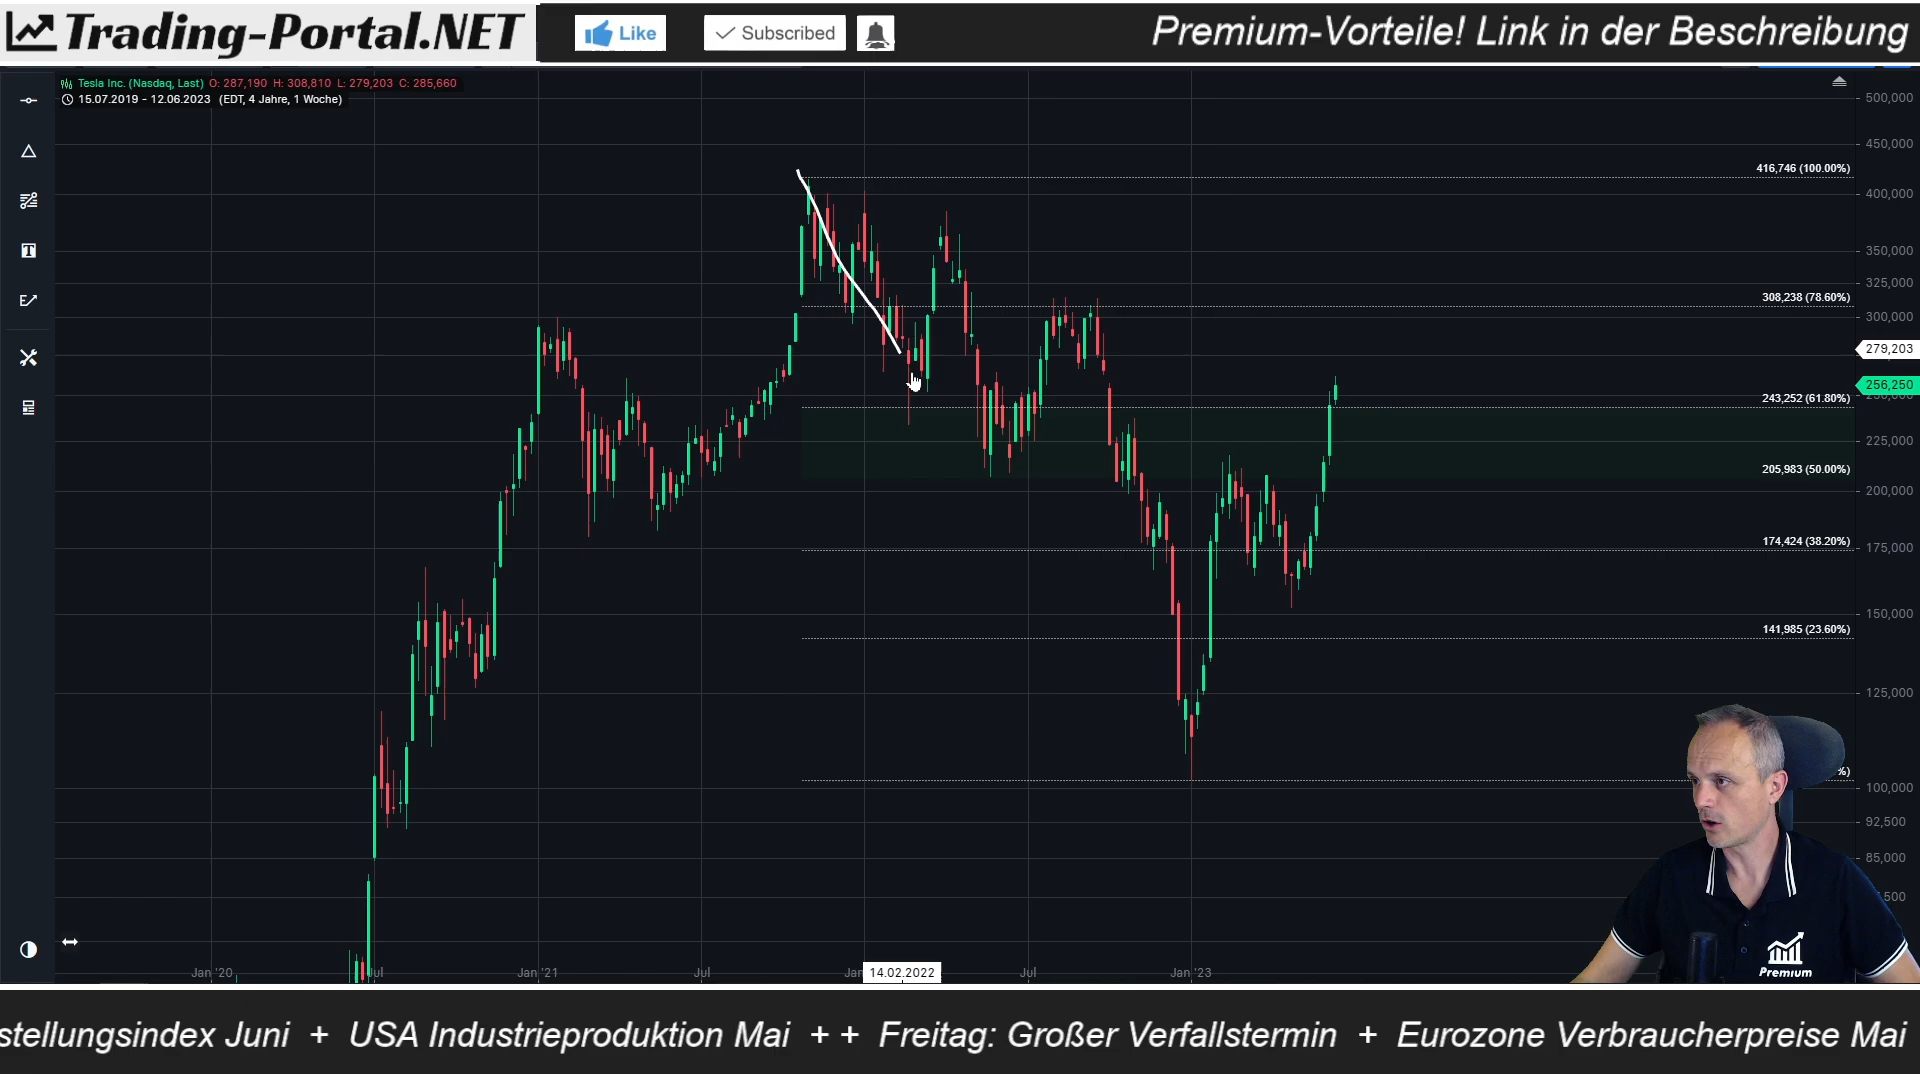 Trading-Portal.NET
Like
Subscribed
Premium-Vorteile! Link in der Beschreibung
Tesla Inc. (Nasdaq, Last) O: 287,190 H: 308,810 L: 279,203 C: 285,660
15.07.2019 - 12.06.2023 (EDT, 4 Jahre, 1 Woche)
500,000
450,000
416,746 (100.00%)
400,000
350,000
325,000
308,238 (78.60%)
300,000
279,203
256,250
243,252 (61.80%)
225,000
205,983 (50.00%)
200,000
174,424 (38.20%)
175,000
150,000
141,985 (23.60%)
125,000
%)
100,000
92,500
85,000
500
Jan '20
Jul
Jan '21
Jul
14.02.2022
Jul
Jan '23
Premium
stellungsindex Juni + USA Industrieproduktion Mai + + Freitag: Großer Verfallstermin + Eurozone Verbraucherpreise Mai